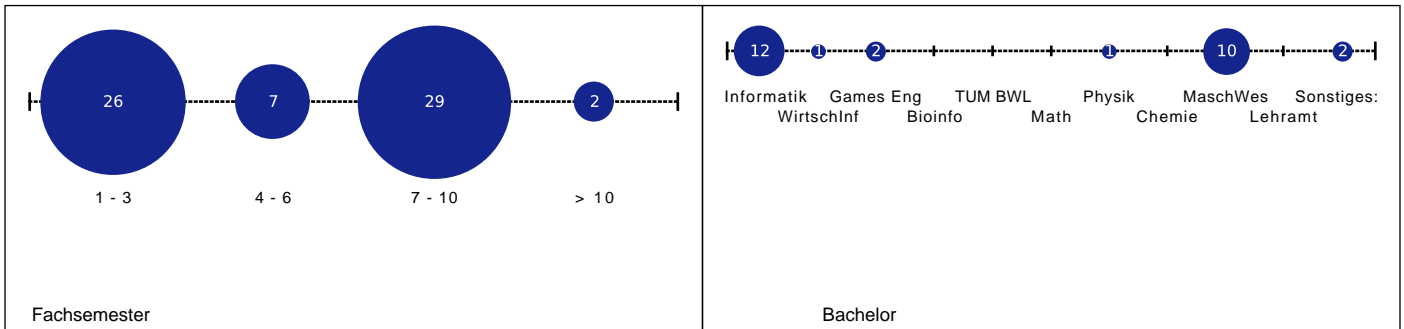 26 7 29 2
1 - 3 4 - 6 7 - 10 > 10
Fachsemester
12 1 2 1 10 2
Informatik Games Eng TUM BWL Physik MaschWes Sonstiges:
WirtschInf Bioinfo Math Chemie Lehramt
Bachelor